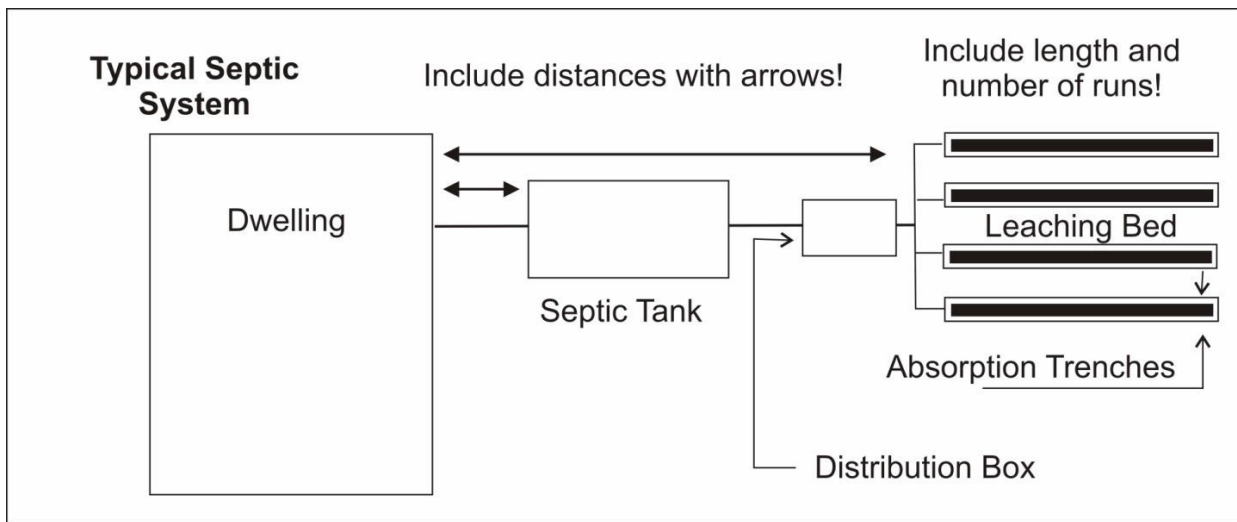 Typical Septic
System
Include distances with arrows!
Include length and
number of runs!
Dwelling
Leaching Bed
Septic Tank
Absorption Trenches
Distribution Box